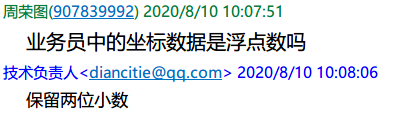 周荣图(907839992) 2020/8/10 10:07:51
业务员中的坐标数据是浮点数吗
技术负责人<diancitie@qq.com> 2020/8/10 10:08:06
保留两位小数